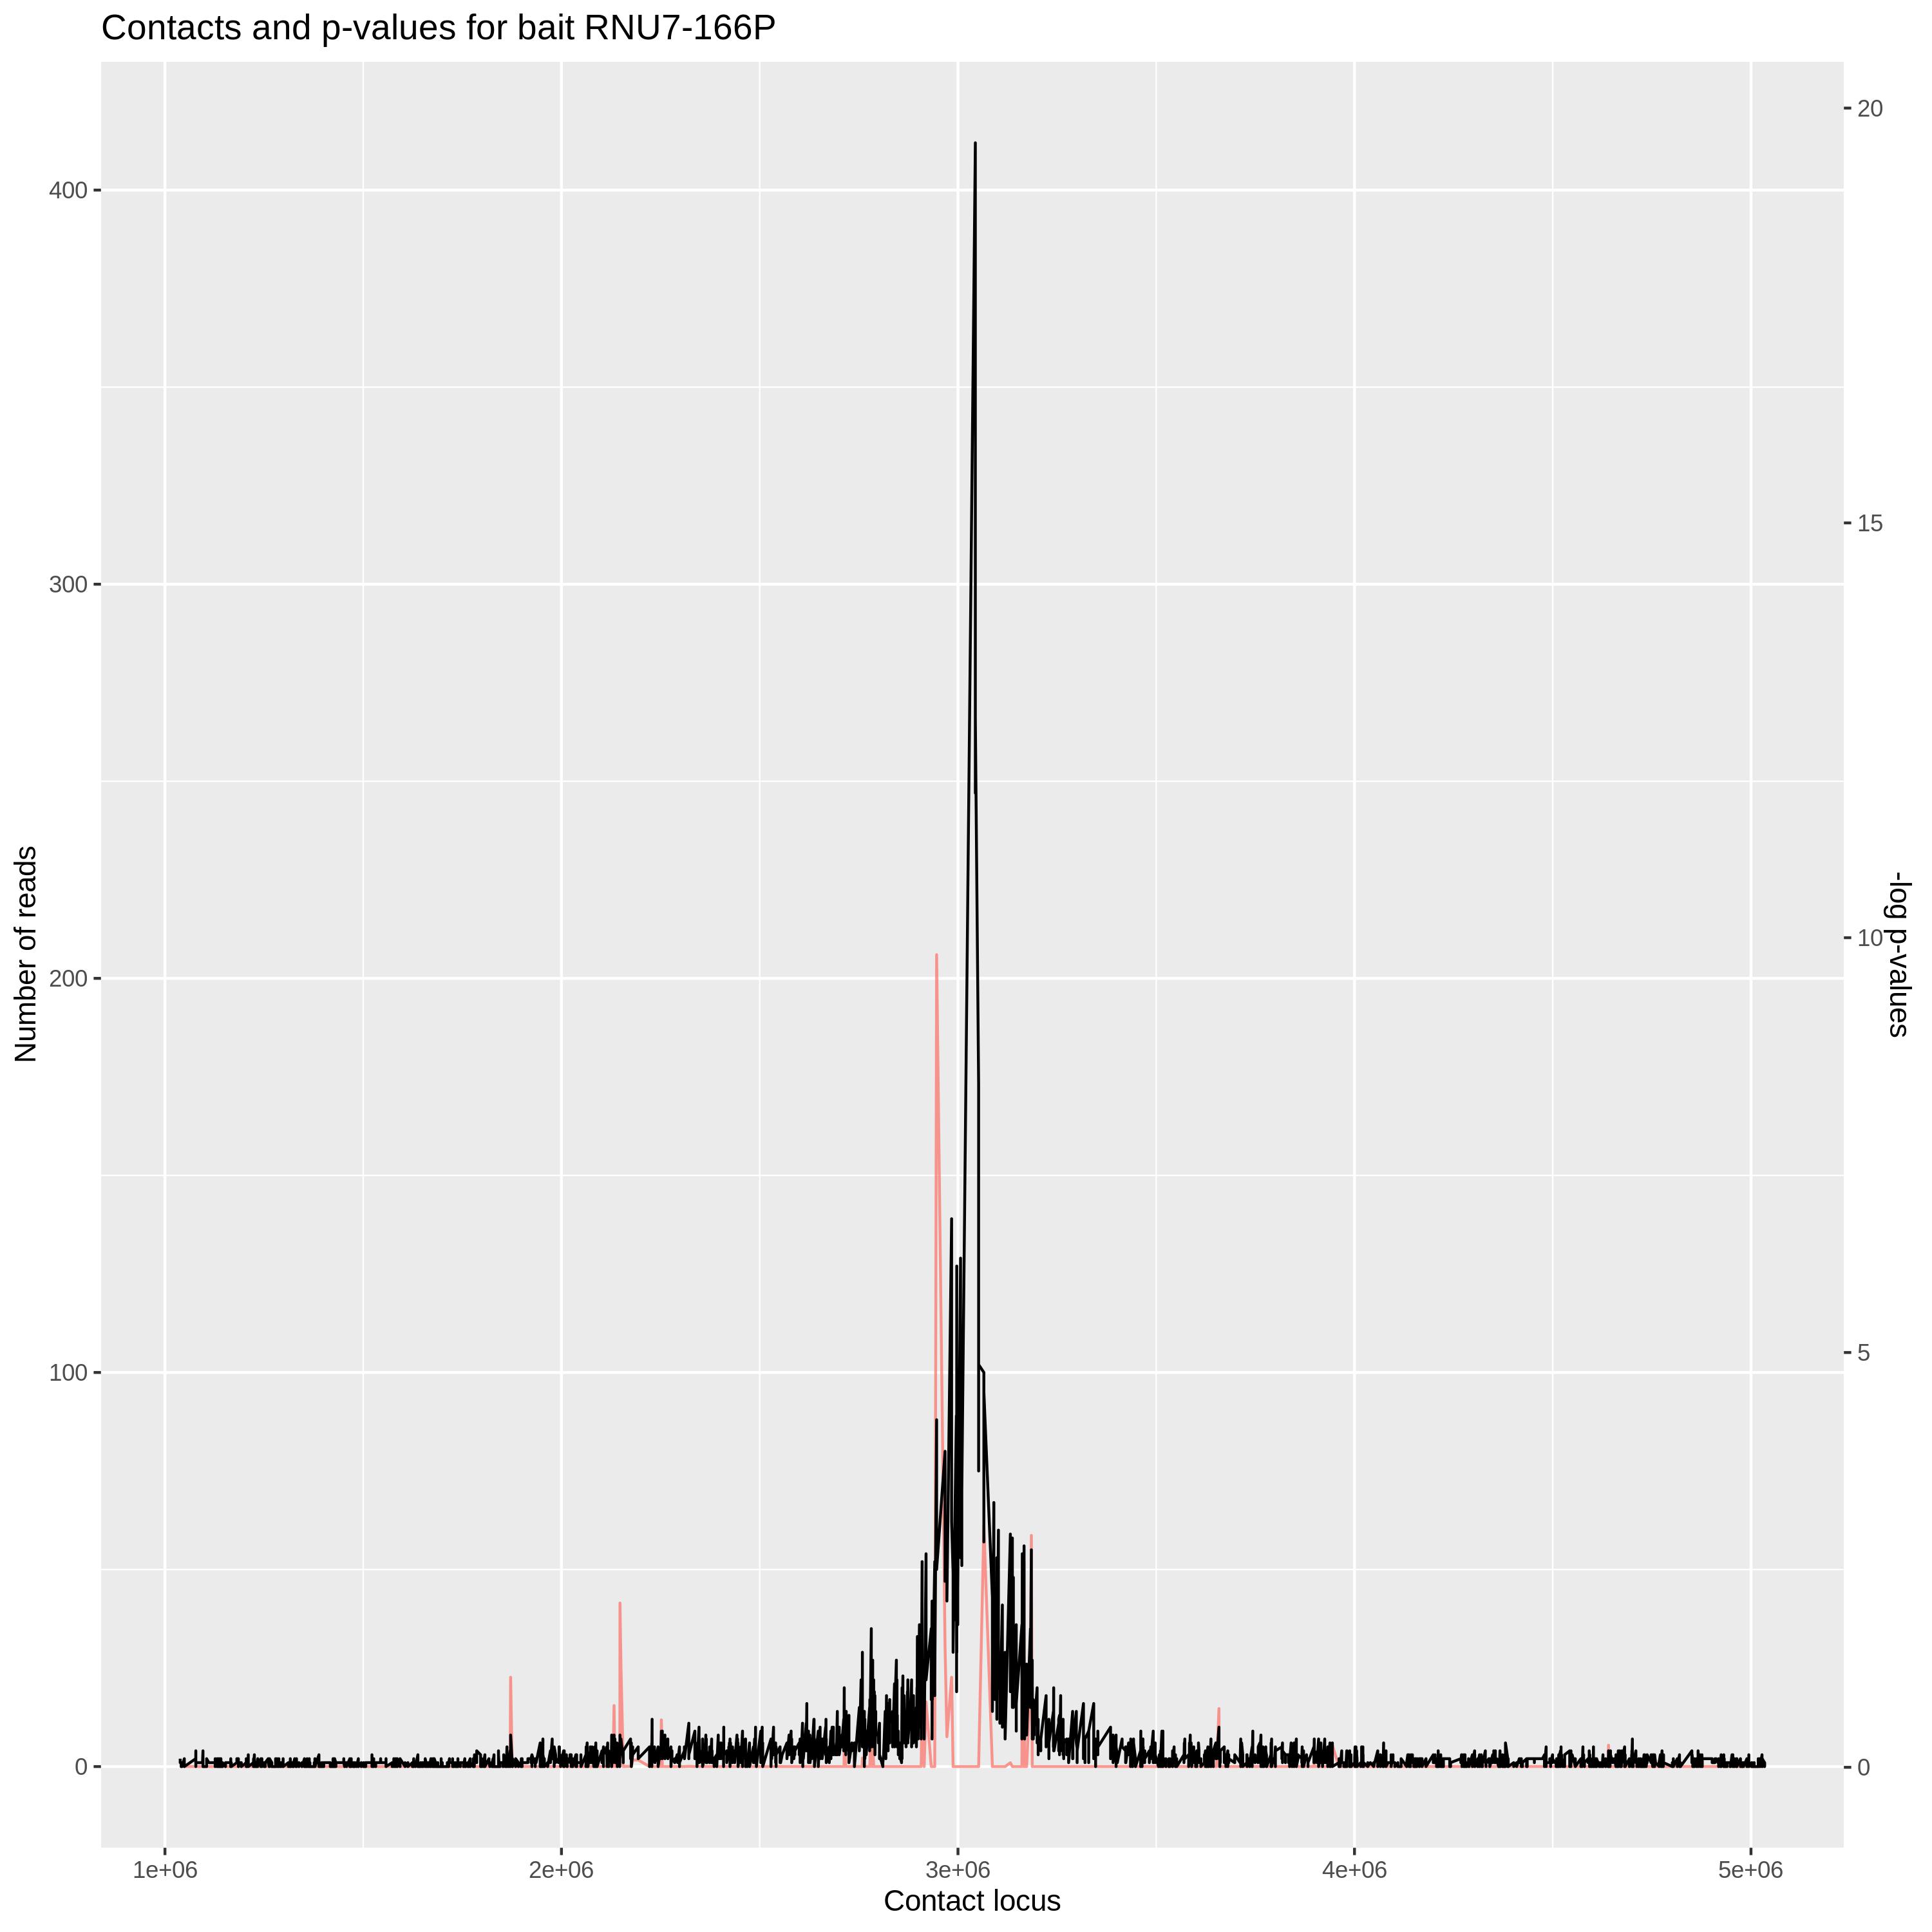 Contacts and p-values for bait RNU7-166P
400
300
200
100
0
Number of reads
20
15
10
5
0
-log p-values
1e+06
2e+06
3e+06
4e+06
5e+06
Contact locus